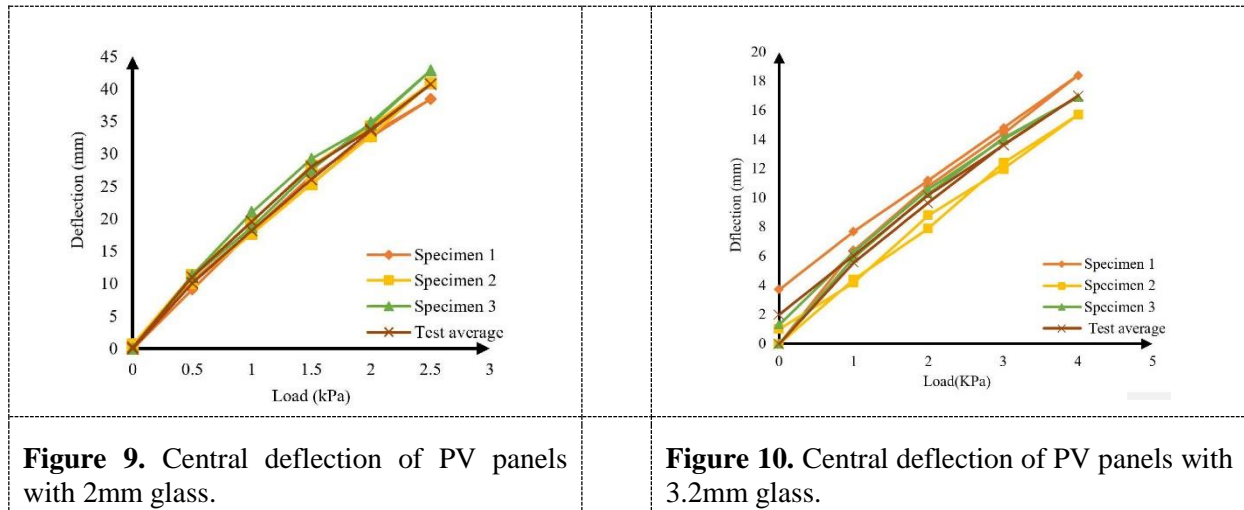 45
40
35
30
25
20
15
10
5
0
Deflection (mm)
0 0.5 1 1.5 2 2.5 3
Load (kPa)
Specimen 1
Specimen 2
Specimen 3
Test average
Figure 9. Central deflection of PV panels
with 2mm glass.
20
18
16
14
12
10
8
6
4
2
0
Dflection (mm)
0 1 2 3 4 5
Load(KPa)
Specimen 1
Specimen 2
Specimen 3
Test average
Figure 10. Central deflection of PV panels with
3.2mm glass.